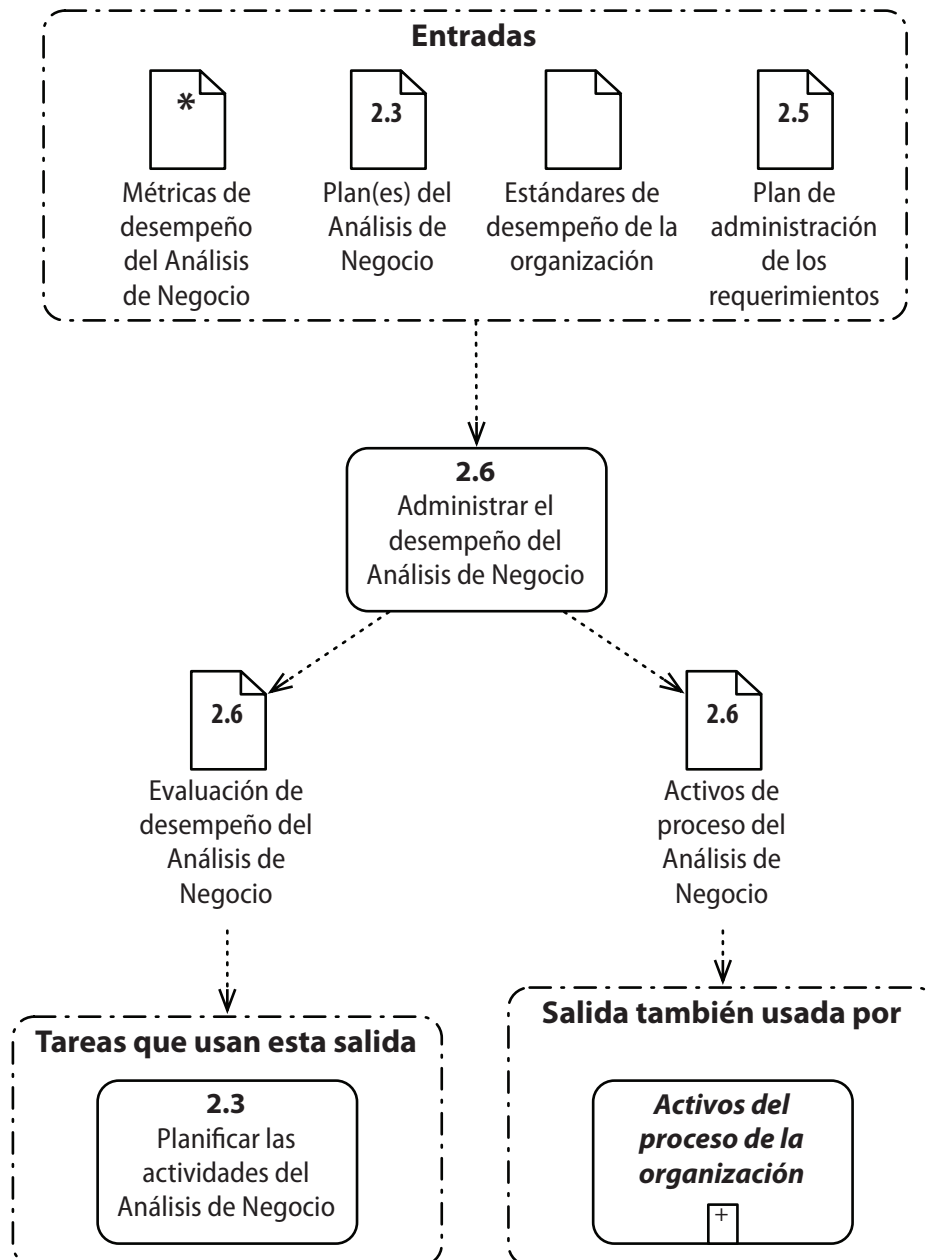 Entradas
*
Métricas de
desempeño
del Análisis
de Negocio
2.3
Plan(es) del
Análisis de
Negocio
Estándares de
desempeño de la
organización
2.5
Plan de
administración
de los
requerimientos
2.6
Administrar el
desempeño del
Análisis de Negocio
2.6
Evaluación de
desempeño del
Análisis de
Negocio
2.6
Activos de
proceso del
Análisis de
Negocio
Tareas que usan esta salida
2.3
Planificar las
actividades del
Análisis de Negocio
Salida también usada por
Activos del
proceso de la
organización
+